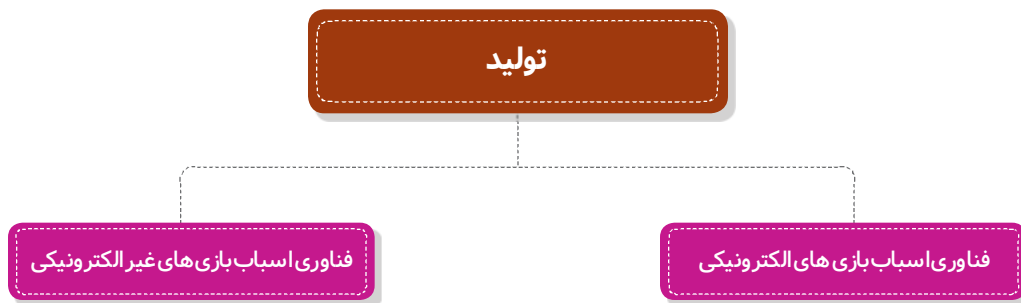 تولید
فناوری اسباب بازی های الکترونیکی
فناوری اسباب بازی های غیر الکترونیکی